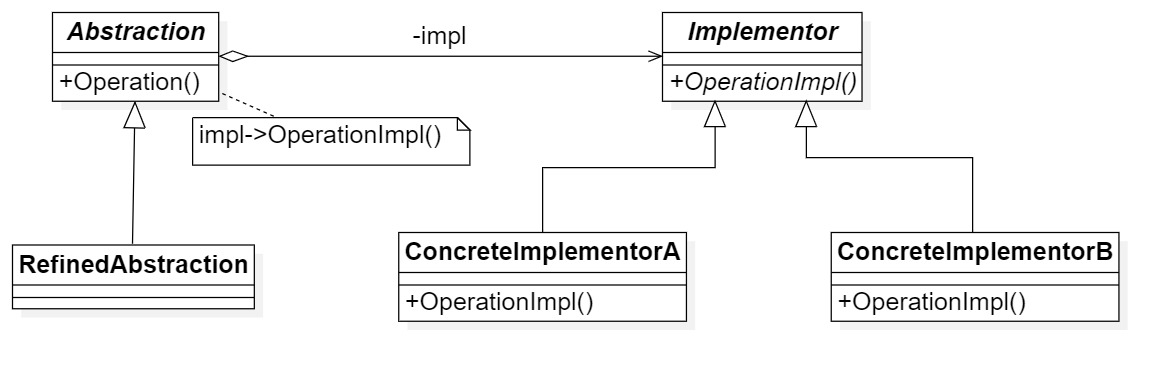 Abstraction
+Operation()
-impl
Implementor
+OperationImpl()
impl->OperationImpl()
RefinedAbstraction
ConcreteImplementorA
+OperationImpl()
ConcreteImplementorB
+OperationImpl()